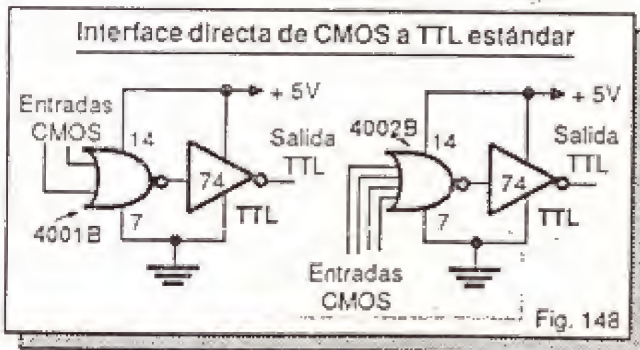 Interface directa de CMOS a TTL estándar
+ 5V
Entradas
CMOS
14
Salida
TTL
74
TTL
7
4001B
+ 5V
4002B
14
Salida
TTL
74
TTL
7
Entradas
CMOS
Fig. 148